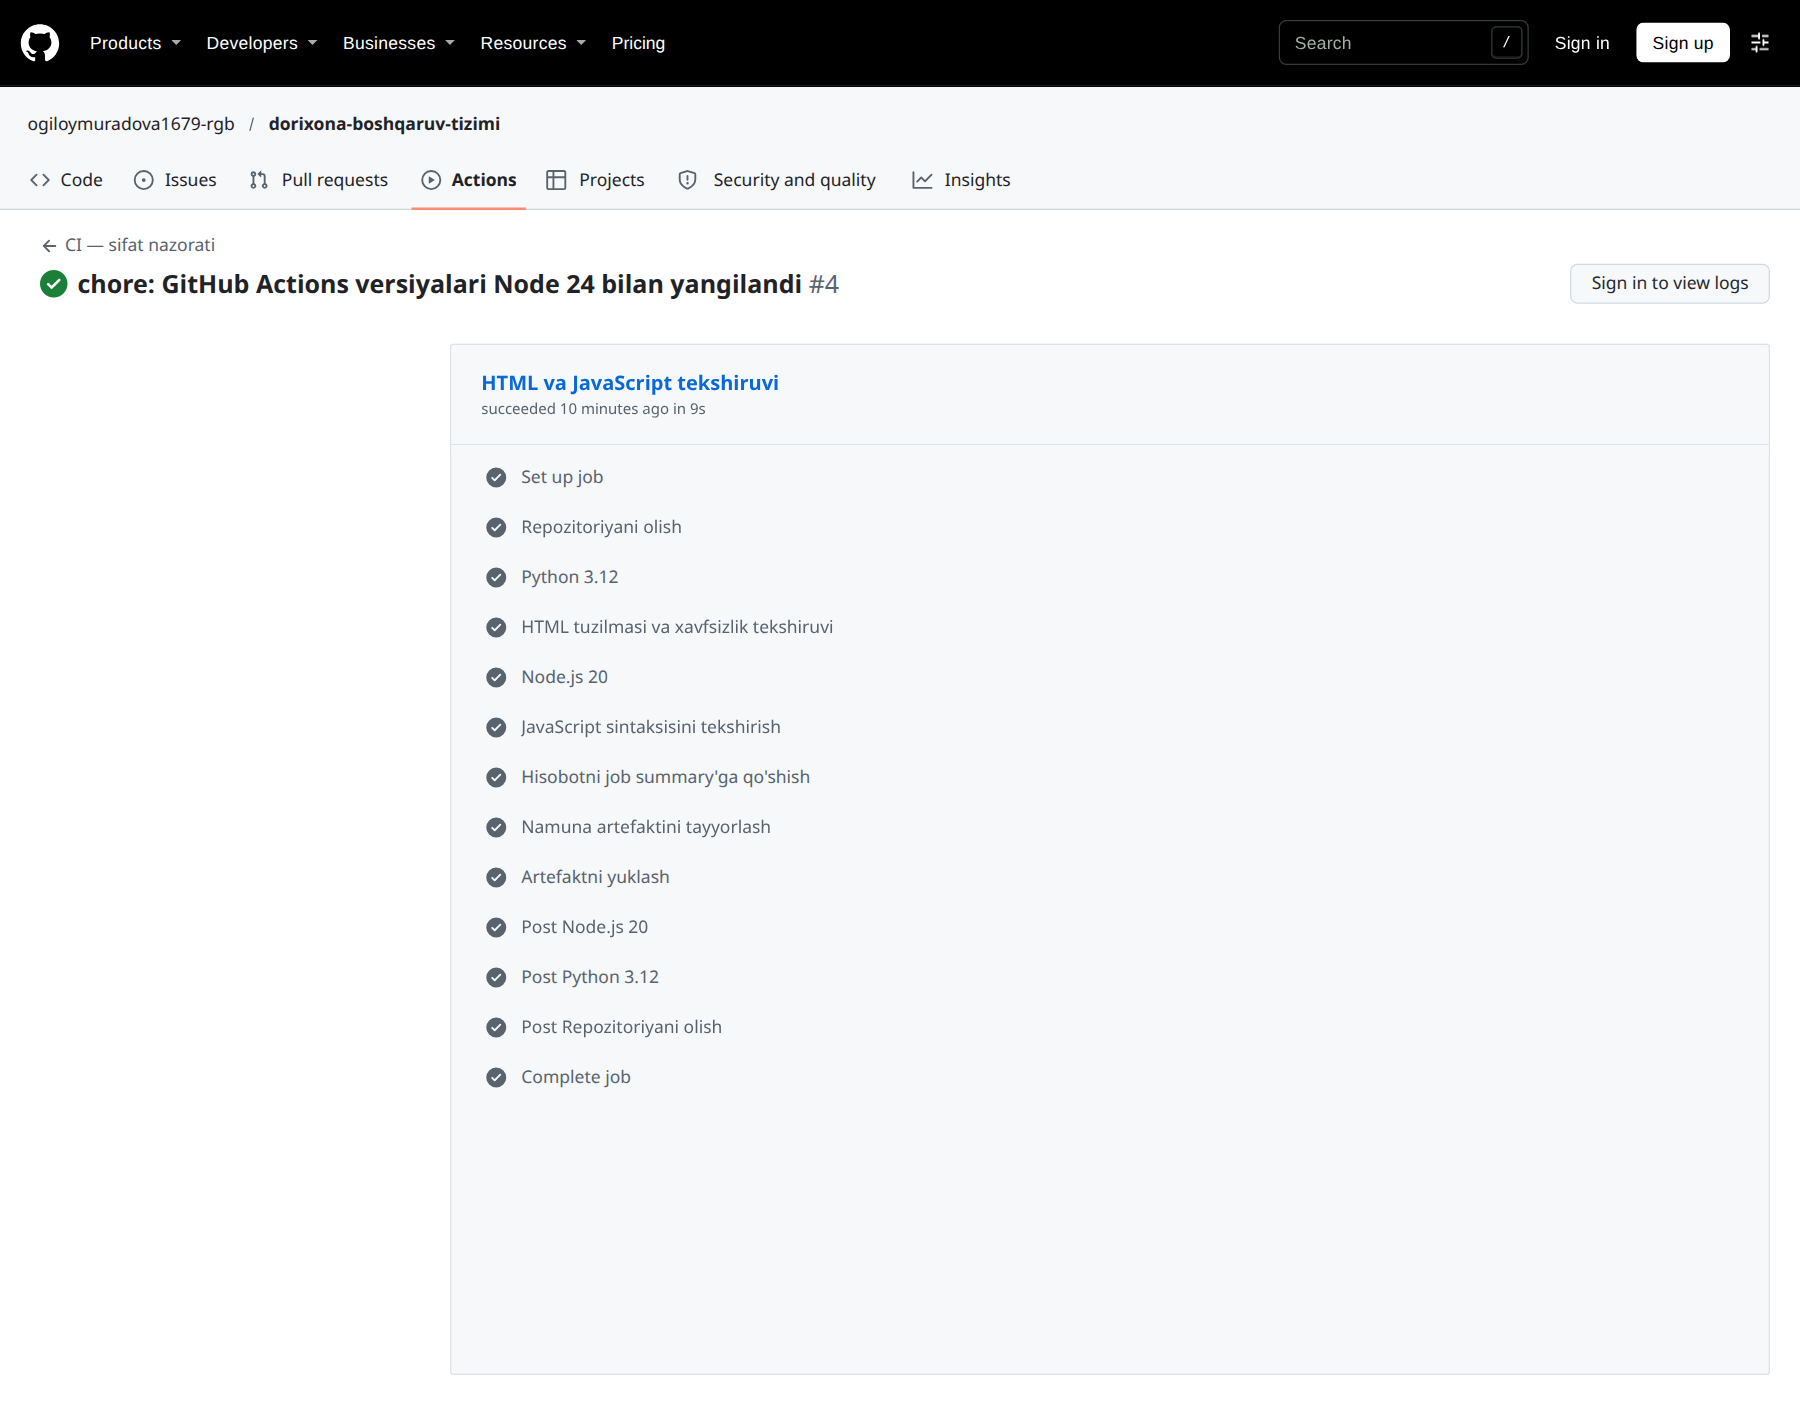 Products Developers Businesses Resources Pricing Search / Sign in Sign up
ogiloymuradova1679-rgb / dorixona-boshqaruv-tizimi
Code Issues Pull requests Actions Projects Security and quality Insights
CI — sifat nazorati
chore: GitHub Actions versiyalari Node 24 bilan yangilandi #4
Sign in to view logs
HTML va JavaScript tekshiruvi
succeeded 10 minutes ago in 9s
Set up job
Repozitoriyani olish
Python 3.12
HTML tuzilmasi va xavfsizlik tekshiruvi
Node.js 20
JavaScript sintaksisini tekshirish
Hisobotni job summary'ga qo'shish
Namuna artefaktini tayyorlash
Artefaktni yuklash
Post Node.js 20
Post Python 3.12
Post Repozitoriyani olish
Complete job